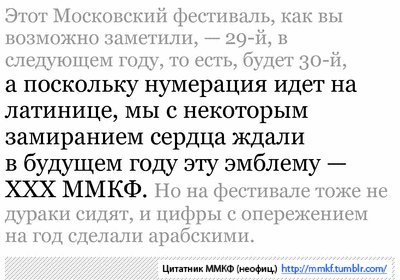 Этот Московский фестиваль, как вы
возможно заметили, — 29-й, в
следующем году, то есть, будет 30-й,
а поскольку нумерация идет на
латинице, мы с некоторым
замиранием сердца ждали
в будущем году эту эмблему —
XXX ММКФ. Но на фестивале тоже не
дураки сидят, и цифры с опережением
на год сделали арабскими.
Цитатник ММКФ (неофиц.) http://mmkf.tumblr.com/